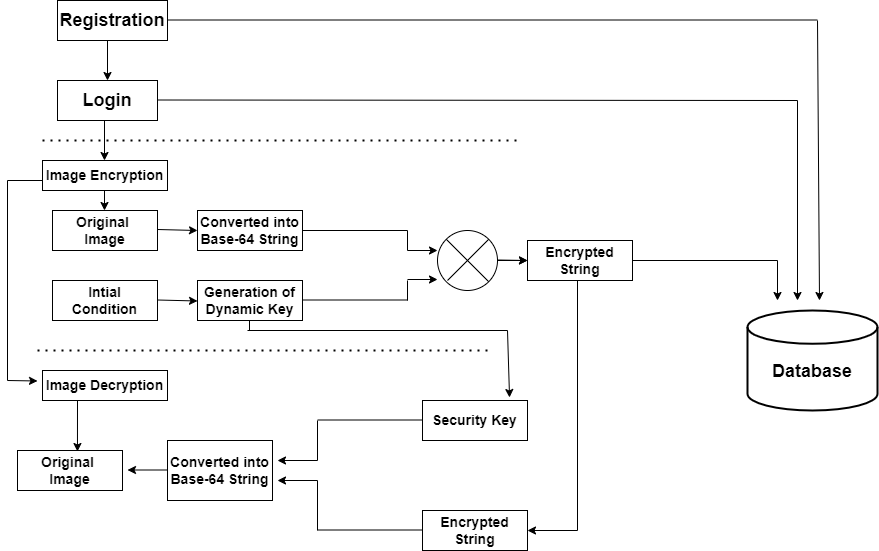 Registration
Login
Image Encryption
Original
Image
Converted into
Base-64 String
Encrypted
String
Intial
Condition
Generation of
Dynamic Key
Database
Image Decryption
Security Key
Original
Image
Converted into
Base-64 String
Encrypted
String